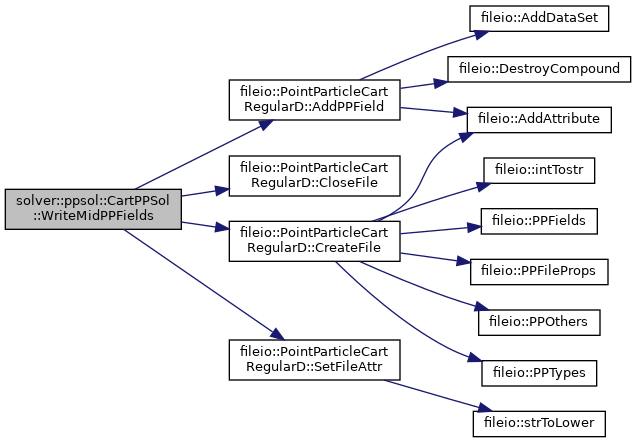 solver::ppsol::CartPPSol
::WriteMidPPFields
fileio::PointParticleCart
RegularD::AddPPField
fileio::PointParticleCart
RegularD::CloseFile
fileio::PointParticleCart
RegularD::CreateFile
fileio::PointParticleCart
RegularD::SetFileAttr
fileio::AddDataSet
fileio::DestroyCompound
fileio::AddAttribute
fileio::intTostr
fileio::PPFields
fileio::PPFileProps
fileio::PPOthers
fileio::PPTypes
fileio::strToLower